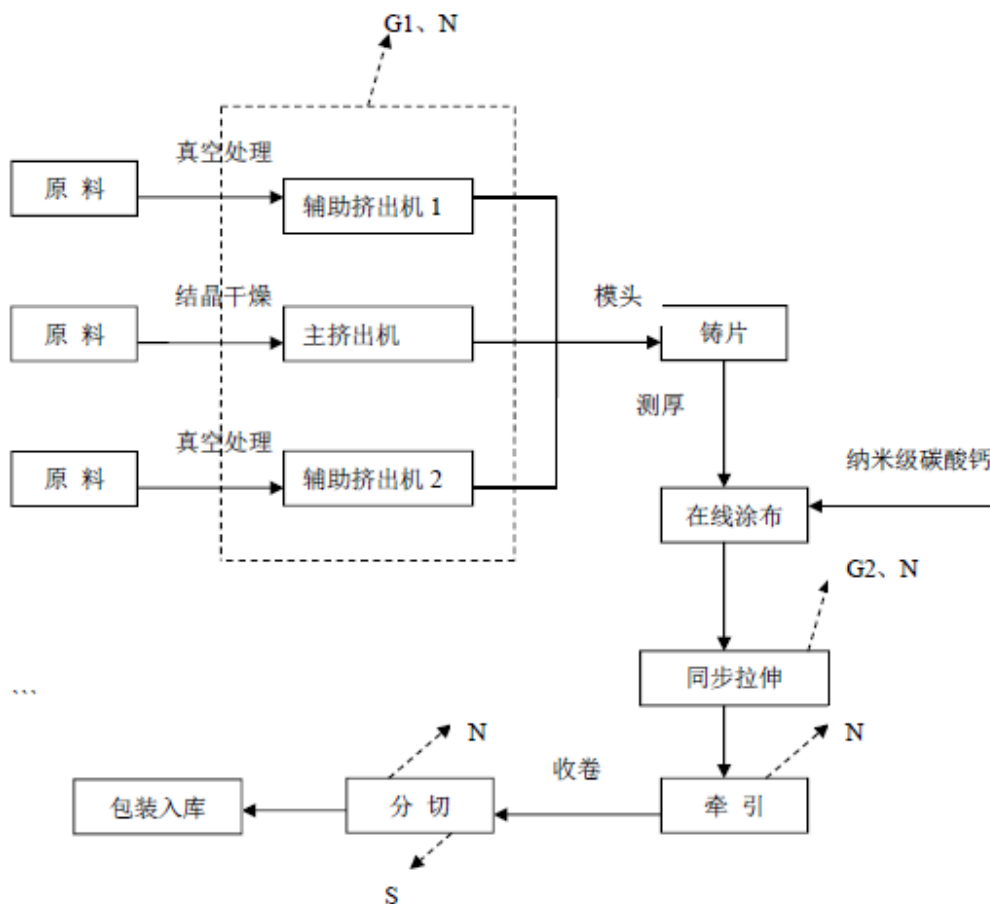 G1、N
真空处理
原 料
辅助挤出机 1
结晶干燥
模头
原 料
主挤出机
铸片
测厚
真空处理
纳米级碳酸钙
原 料
辅助挤出机 2
在线涂布
G2、N
同步拉伸
```
N
N
收卷
包装入库
分 切
牵 引
S